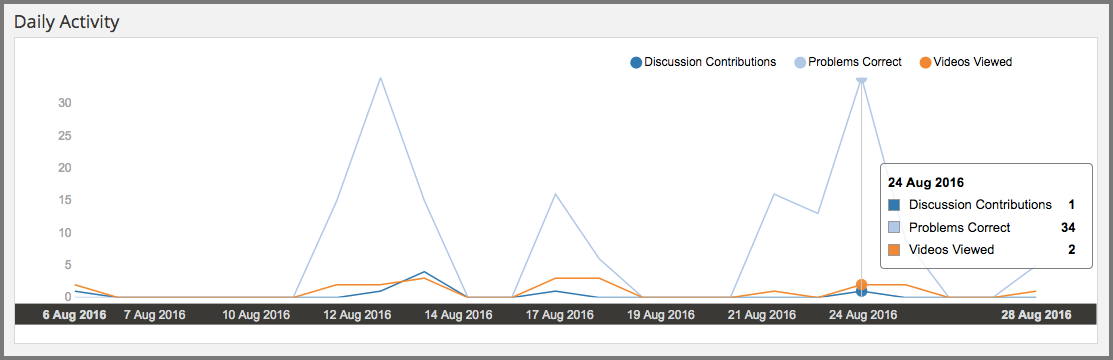 Daily Activity
Discussion Contributions Problems Correct Videos Viewed
30
25
20
15
10
5
0
24 Aug 2016
Discussion Contributions 1
Problems Correct 34
Videos Viewed 2
6 Aug 2016 7 Aug 2016 10 Aug 2016 12 Aug 2016 14 Aug 2016 17 Aug 2016 19 Aug 2016 21 Aug 2016 24 Aug 2016 28 Aug 2016